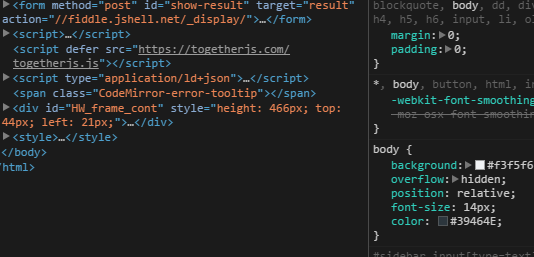 <form method="post" id="show-result" target="result"
action="//fiddle.jshell.net/_display/">…</form>
<script>…</script>
<script defer src="https://togetherjs.com/
togetherjs.js"></script>
<script type="application/ld+json">…</script>
<span class="CodeMirror-error-tooltip"></span>
<div id="HW_frame_cont" style="height: 466px; top:
44px; left: 21px;">…</div>
<style>…</style>
</body>
html>
blockquote, body, dd, div
h4, h5, h6, input, li, o
margin: 0;
padding: 0;
}
*, body, button, html, i
-webkit-font-smoothing
-moz-osx-font-smoothin
}
body {
background: #f3f5f6
overflow: hidden;
position: relative;
font-size: 14px;
color: #39464E;
}
#sidebar input[type=text